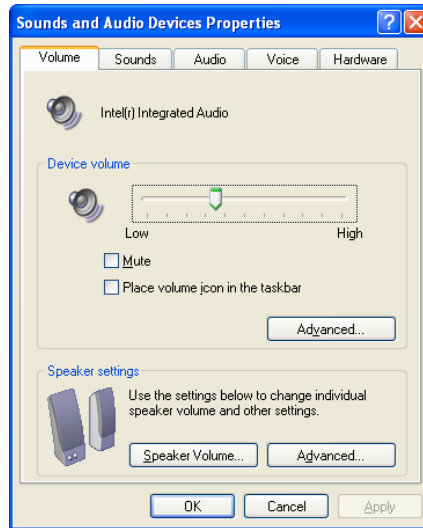 Sounds and Audio Devices Properties
Volume
Sounds
Audio
Voice
Hardware
Intel(r) Integrated Audio
Device volume
Low
High
Mute
Place volume icon in the taskbar
Advanced...
Speaker settings
Use the settings below to change individual
speaker volume and other settings.
Speaker Volume...
Advanced...
OK
Cancel
Apply